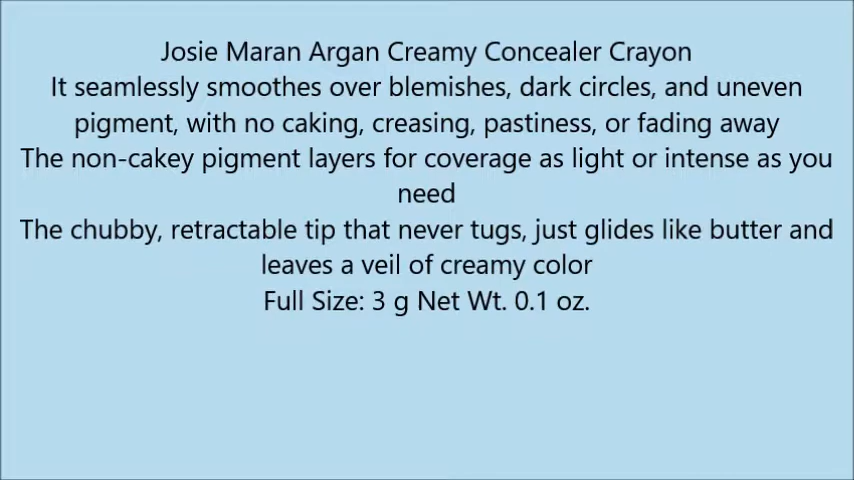 Josie Maran Argan Creamy Concealer Crayon
It seamlessly smoothes over blemishes, dark circles, and uneven
pigment, with no caking, creasing, pastiness, or fading away
The non-cakey pigment layers for coverage as light or intense as you
need
The chubby, retractable tip that never tugs, just glides like butter and
leaves a veil of creamy color
Full Size: 3 g Net Wt. 0.1 oz.